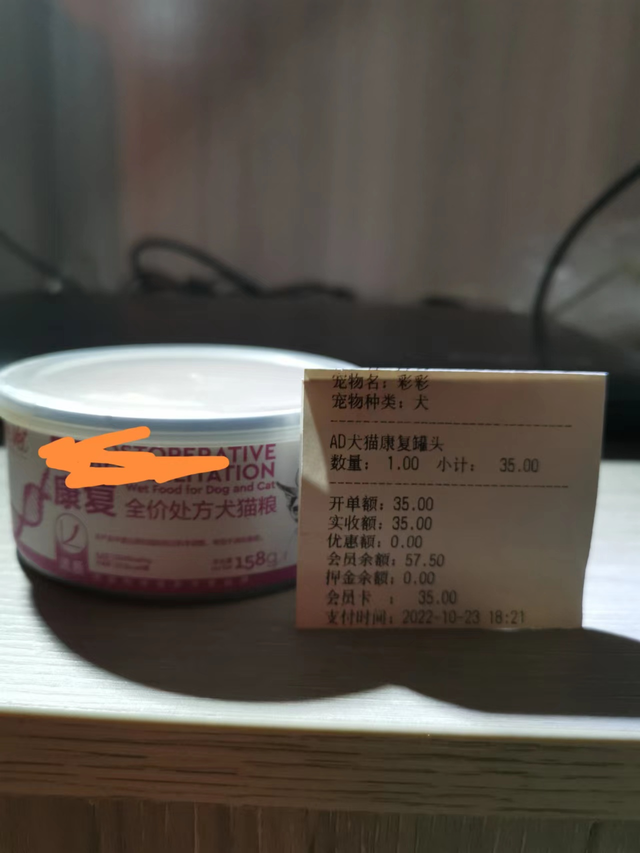 OPERATIVE
ITATION
Wet Food for Dog and Cat
康复 全价处方犬猫粮
158g
宠物名：彩彩
宠物种类：犬
AD犬猫康复罐头
数量： 1.00 小计： 35.00
开单额：35.00
实收额：35.00
优惠额：0.00
会员余额：57.50
押金余额：0.00
会员卡 ： 35.00
支付时间：2022-10-23 18:21